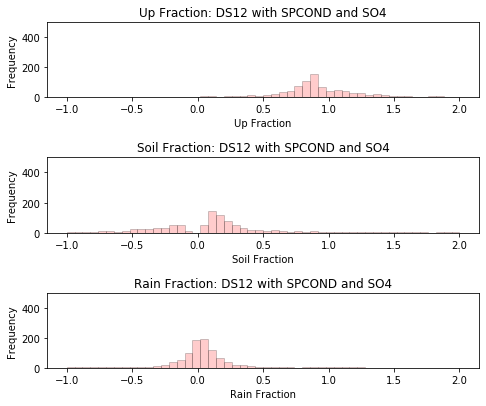 Up Fraction: DS12 with SPCOND and SO4
400
200
0
Frequency
-1.0 -0.5 0.0 0.5 1.0 1.5 2.0
Up Fraction
Soil Fraction: DS12 with SPCOND and SO4
400
200
0
Frequency
-1.0 -0.5 0.0 0.5 1.0 1.5 2.0
Soil Fraction
Rain Fraction: DS12 with SPCOND and SO4
400
200
0
Frequency
-1.0 -0.5 0.0 0.5 1.0 1.5 2.0
Rain Fraction